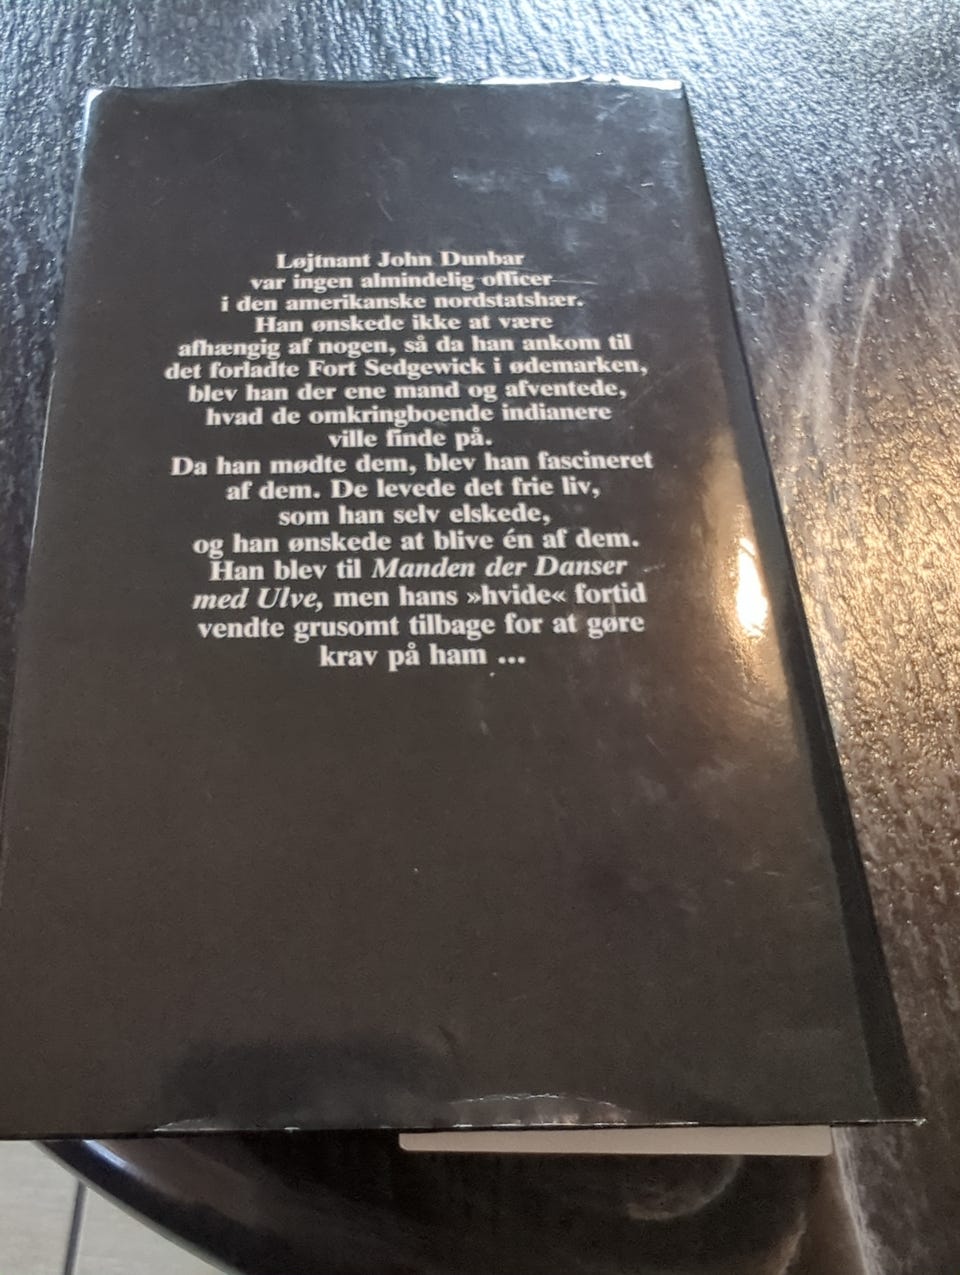 Løjtnant John Dunbar
var ingen almindelig officer
i den amerikanske nordstatshær.
Han ønskede ikke at være
afhængig af nogen, så da han ankom til
det forladte Fort Sedgewick i ødemarken,
blev han der ene mand og afventede,
hvad de omkringboende indianere
ville finde på.
Da han mødte dem, blev han fascineret
af dem. De levede det frie liv,
som han selv elskede,
og han ønskede at blive én af dem.
Han blev til Manden der Danser
med Ulve, men hans »hvide« fortid
vendte grusomt tilbage for at gøre
krav på ham ...